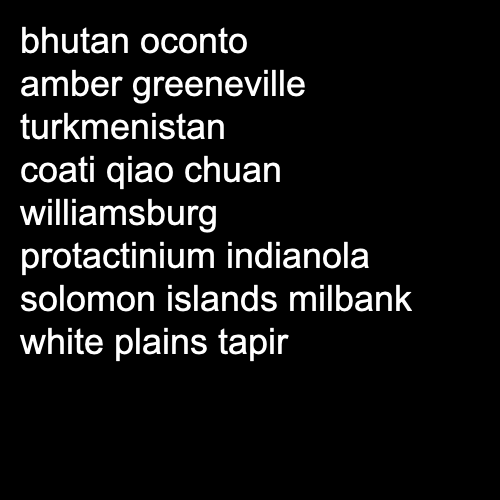 bhutan oconto
amber greeneville
turkmenistan
coati qiao chuan
williamsburg
protactinium indianola
solomon islands milbank
white plains tapir